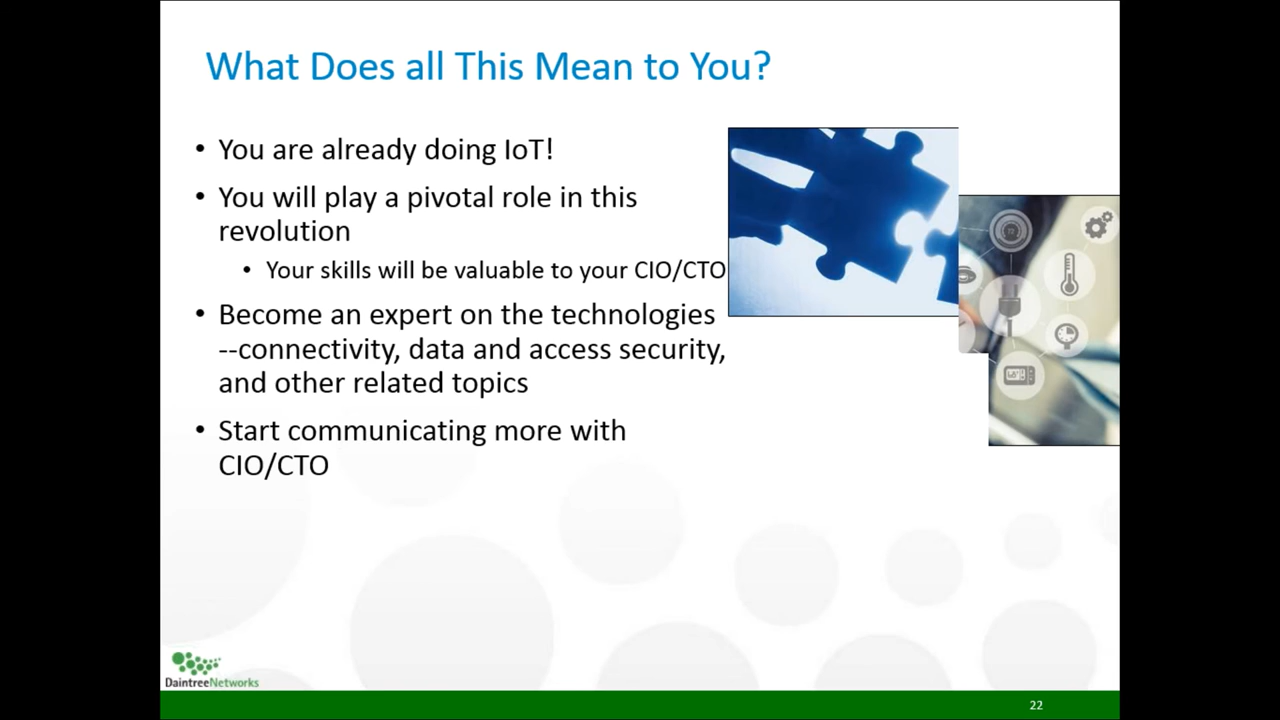 What Does all This Mean to You?
• You are already doing IoT!
• You will play a pivotal role in this
revolution
• Your skills will be valuable to your CIO/CTO
• Become an expert on the technologies
--connectivity, data and access security,
and other related topics
• Start communicating more with
CIO/CTO
72
DaintreeNetworks
22